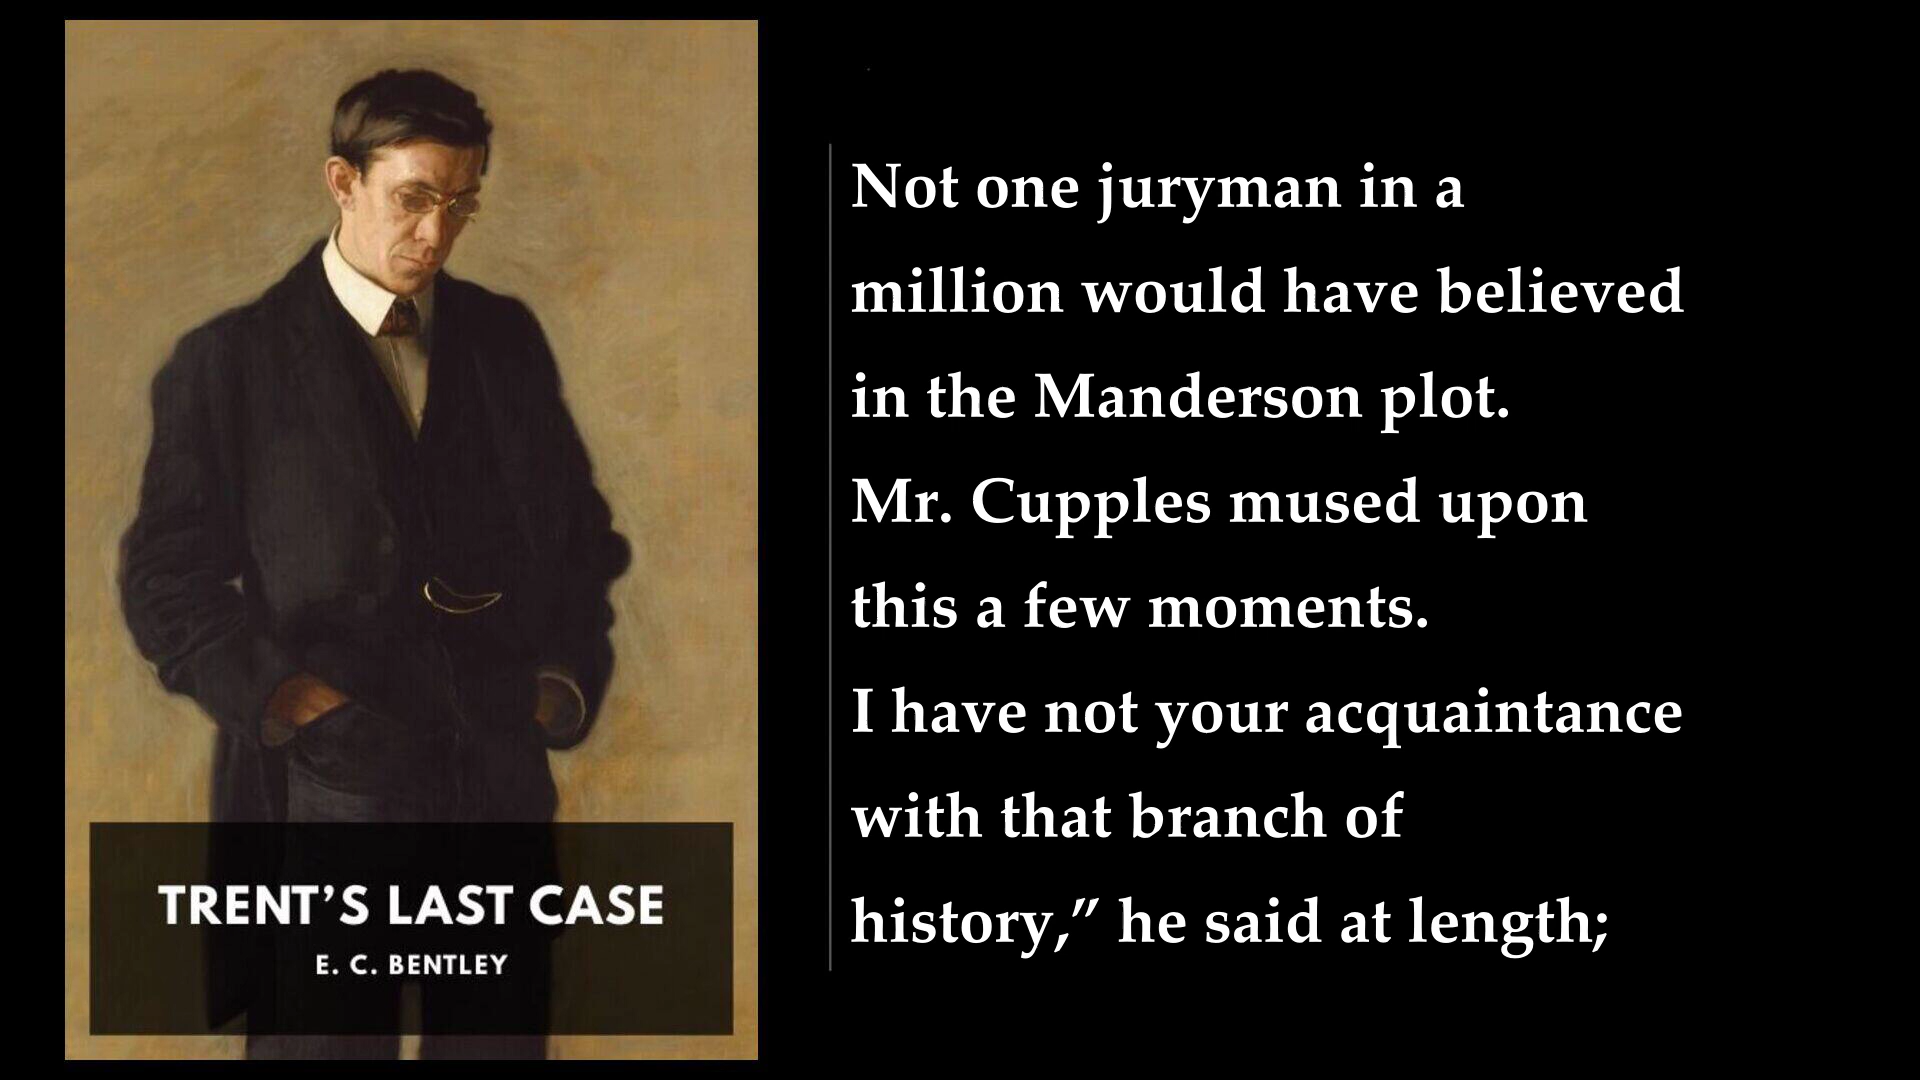 TRENT’S LAST CASE
E. C. BENTLEY
Not one juryman in a
million would have believed
in the Manderson plot.
Mr. Cupples mused upon
this a few moments.
I have not your acquaintance
with that branch of
history,” he said at length;